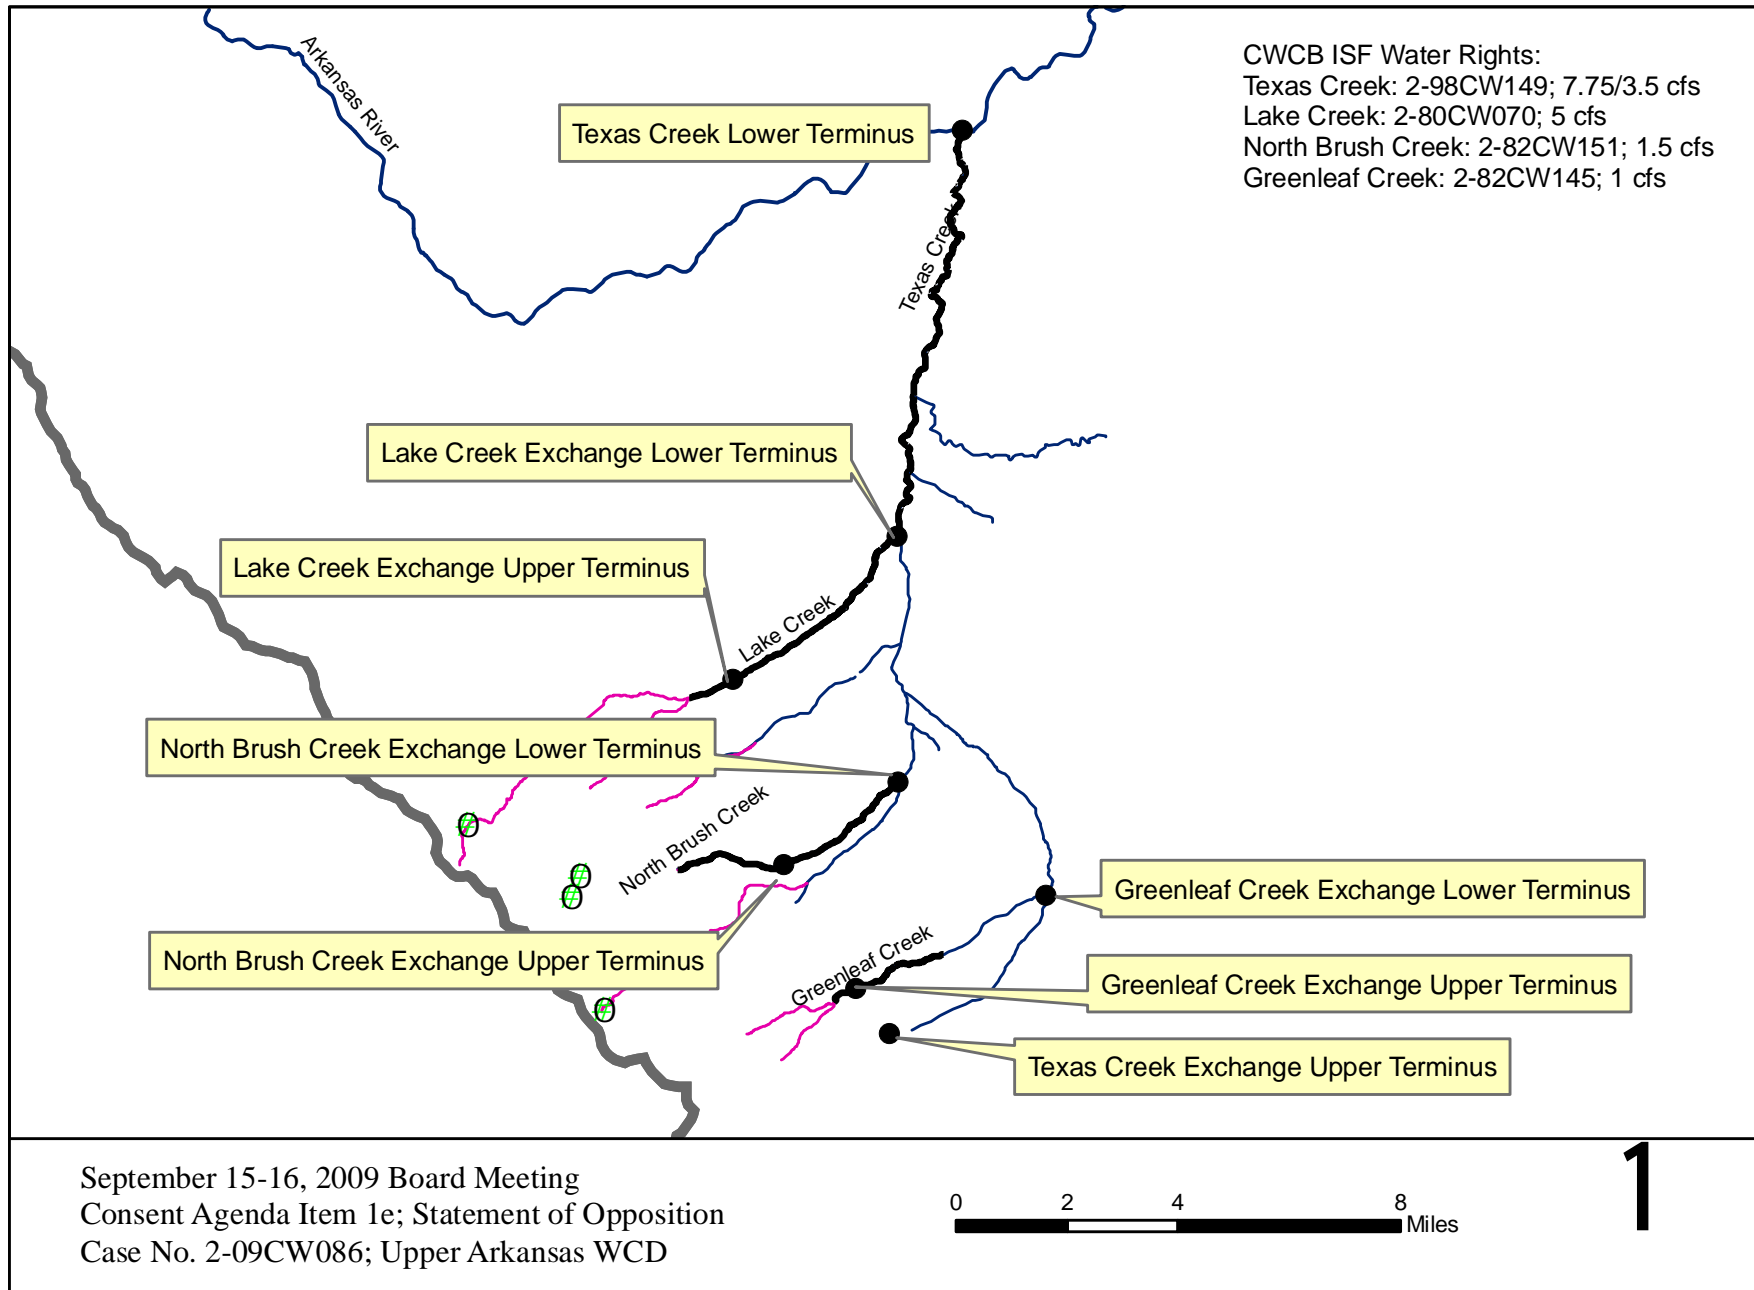 CWCB ISF Water Rights:
Texas Creek: 2-98CW149; 7.75/3.5 cfs
Lake Creek: 2-80CW070; 5 cfs
North Brush Creek: 2-82CW151; 1.5 cfs
Greenleaf Creek: 2-82CW145; 1 cfs
Arkansas River
Texas Creek Lower Terminus
Texas Creek
Lake Creek Exchange Lower Terminus
Lake Creek Exchange Upper Terminus
Lake Creek
North Brush Creek Exchange Lower Terminus
North Brush Creek
Greenleaf Creek Exchange Lower Terminus
North Brush Creek Exchange Upper Terminus
Greenleaf Creek
Greenleaf Creek Exchange Upper Terminus
Texas Creek Exchange Upper Terminus
September 15-16, 2009 Board Meeting
Consent Agenda Item 1e; Statement of Opposition
Case No. 2-09CW086; Upper Arkansas WCD
0 2 4 8
Miles
1